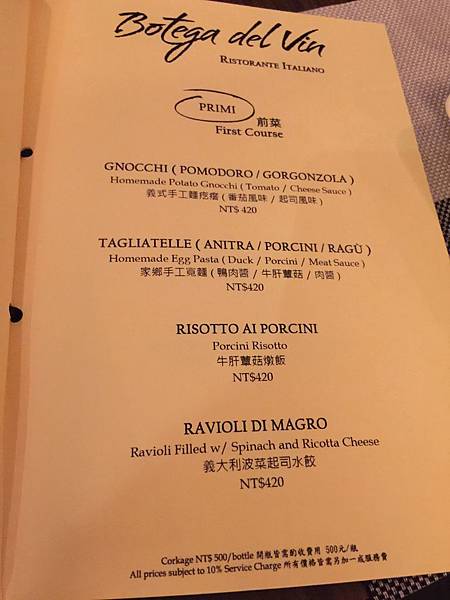 Botega del Vin
RISTORANTE ITALIANO
PRIMI
前菜
First Course
GNOCCHI ( POMODORO / GORGONZOLA )
Homemade Potato Gnocchi ( Tomato / Cheese Sauce )
義式手工麵疙瘩 ( 番茄風味 / 起司風味 )
NT$ 420
TAGLIATELLE ( ANITRA / PORCINI / RAGÙ )
Homemade Egg Pasta ( Duck / Porcini / Meat Sauce )
家鄉手工寬麵 ( 鴨肉醬 / 牛肝蕈菇 / 肉醬 )
NT$420
RISOTTO AI PORCINI
Porcini Risotto
牛肝蕈菇燉飯
NT$420
RAVIOLI DI MAGRO
Ravioli Filled w/ Spinach and Ricotta Cheese
義大利波菜起司水餃
NT$420
Corkage NT$ 500/bottle 開瓶皆需酌收費用 500元/瓶
All prices subject to 10% Service Charge 所有價格皆需另加一成服務費